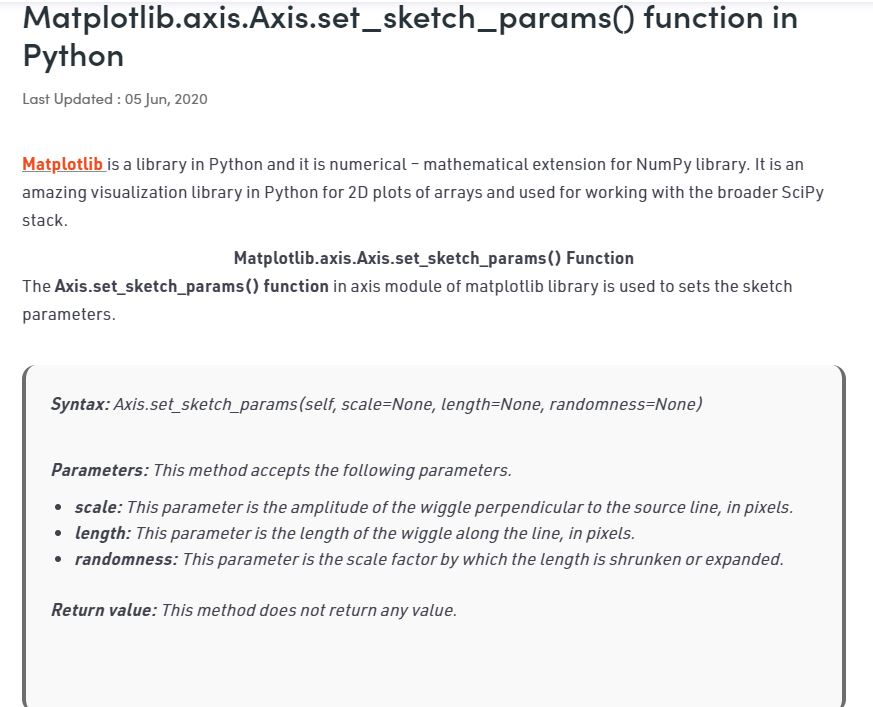 Matplotlib.axis.Axis.set_sketch_params() function in
Python
Last Updated : 05 Jun, 2020
Matplotlib is a library in Python and it is numerical – mathematical extension for NumPy library. It is an
amazing visualization library in Python for 2D plots of arrays and used for working with the broader SciPy
stack.
Matplotlib.axis.Axis.set_sketch_params() Function
The Axis.set_sketch_params() function in axis module of matplotlib library is used to sets the sketch
parameters.
Syntax: Axis.set_sketch_params(self, scale=None, length=None, randomness=None)
Parameters: This method accepts the following parameters.
• scale: This parameter is the amplitude of the wiggle perpendicular to the source line, in pixels.
• length: This parameter is the length of the wiggle along the line, in pixels.
• randomness: This parameter is the scale factor by which the length is shrunken or expanded.
Return value: This method does not return any value.